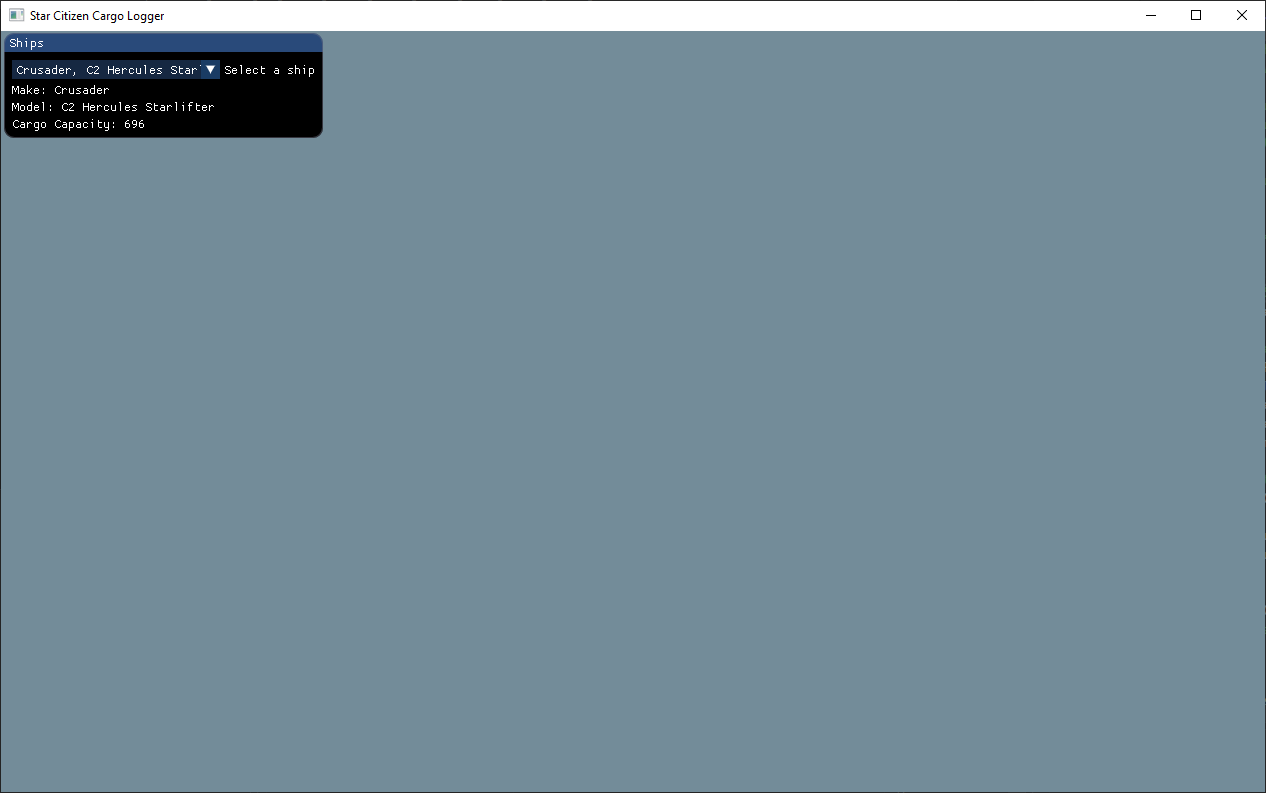 Star Citizen Cargo Logger
Ships
Crusader, C2 Hercules Star
Select a ship
Make: Crusader
Model: C2 Hercules Starlifter
Cargo Capacity: 696